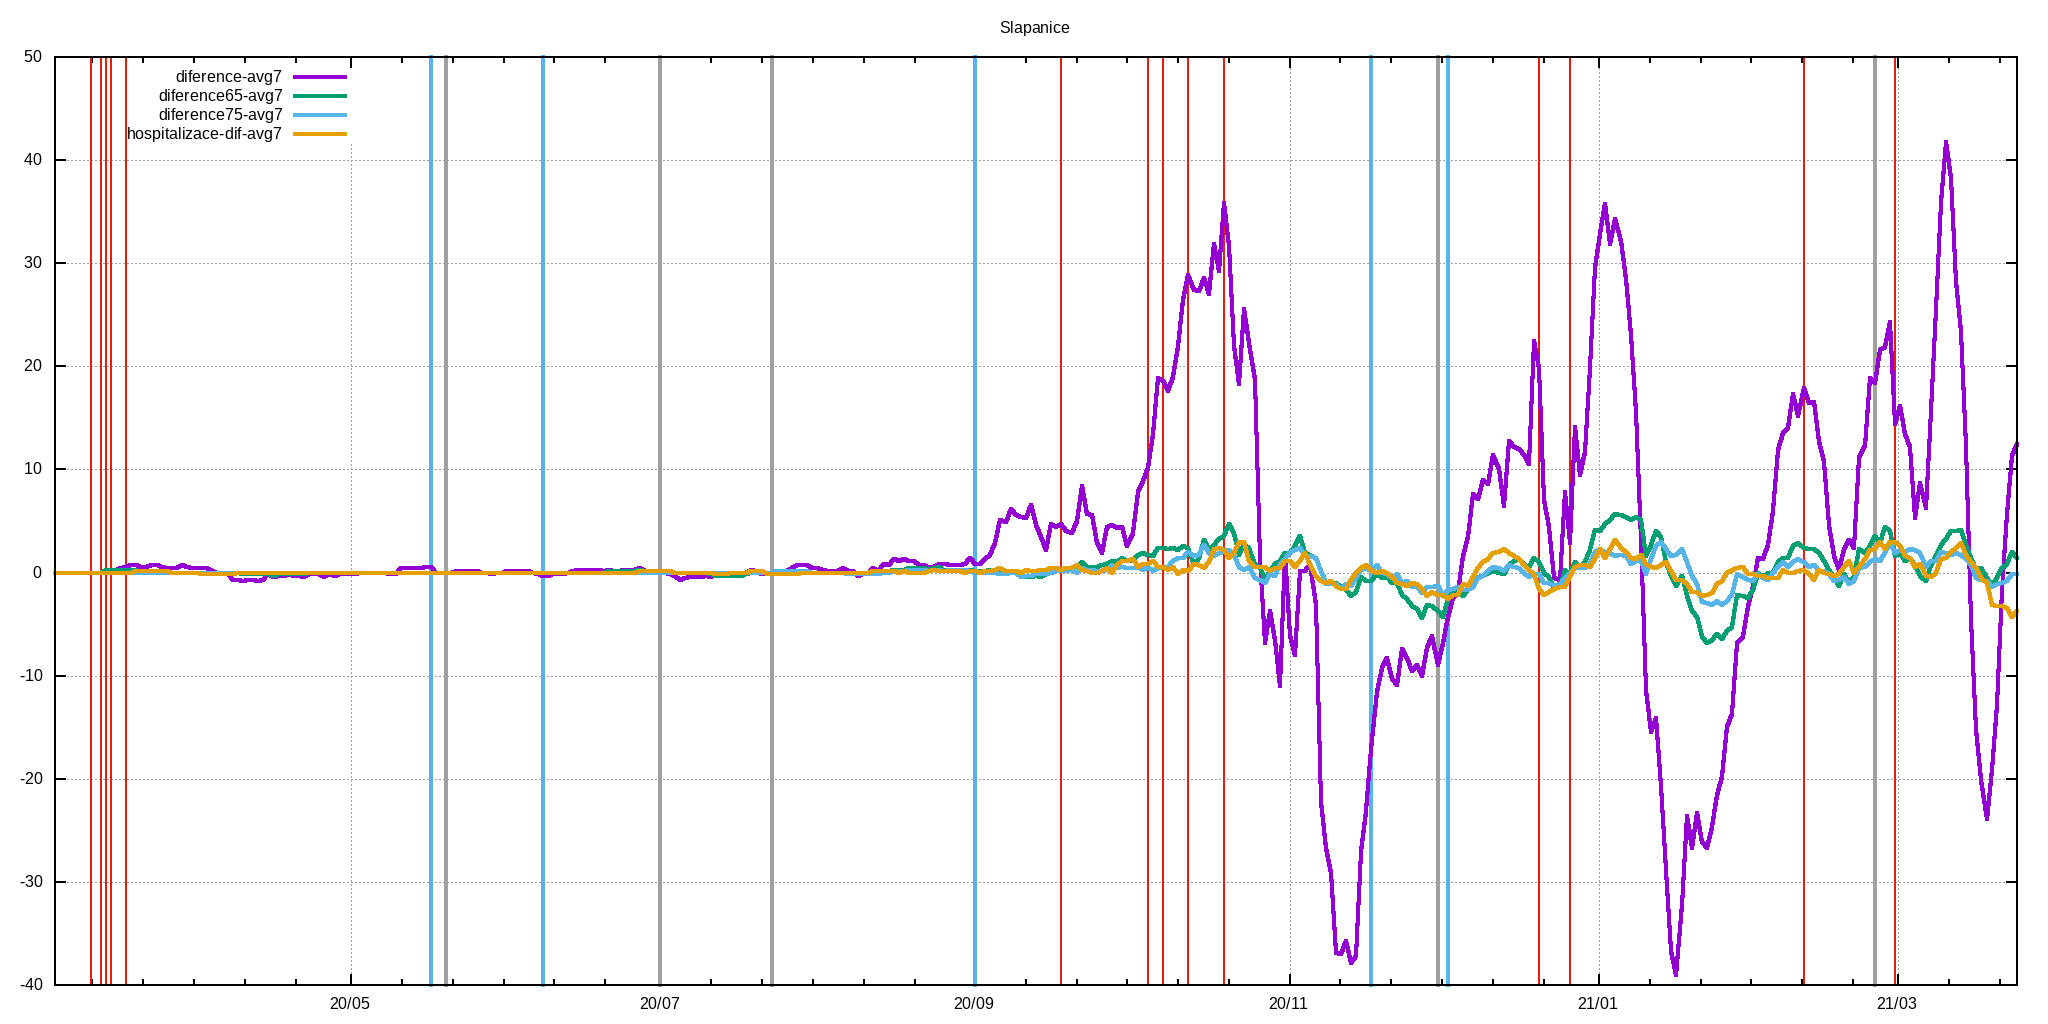 Slapanice
50
40
30
20
10
0
-10
-20
-30
-40
diference-avg7
diference65-avg7
diference75-avg7
hospitalizace-dif-avg7
20/05 20/07 20/09 20/11 21/01 21/03